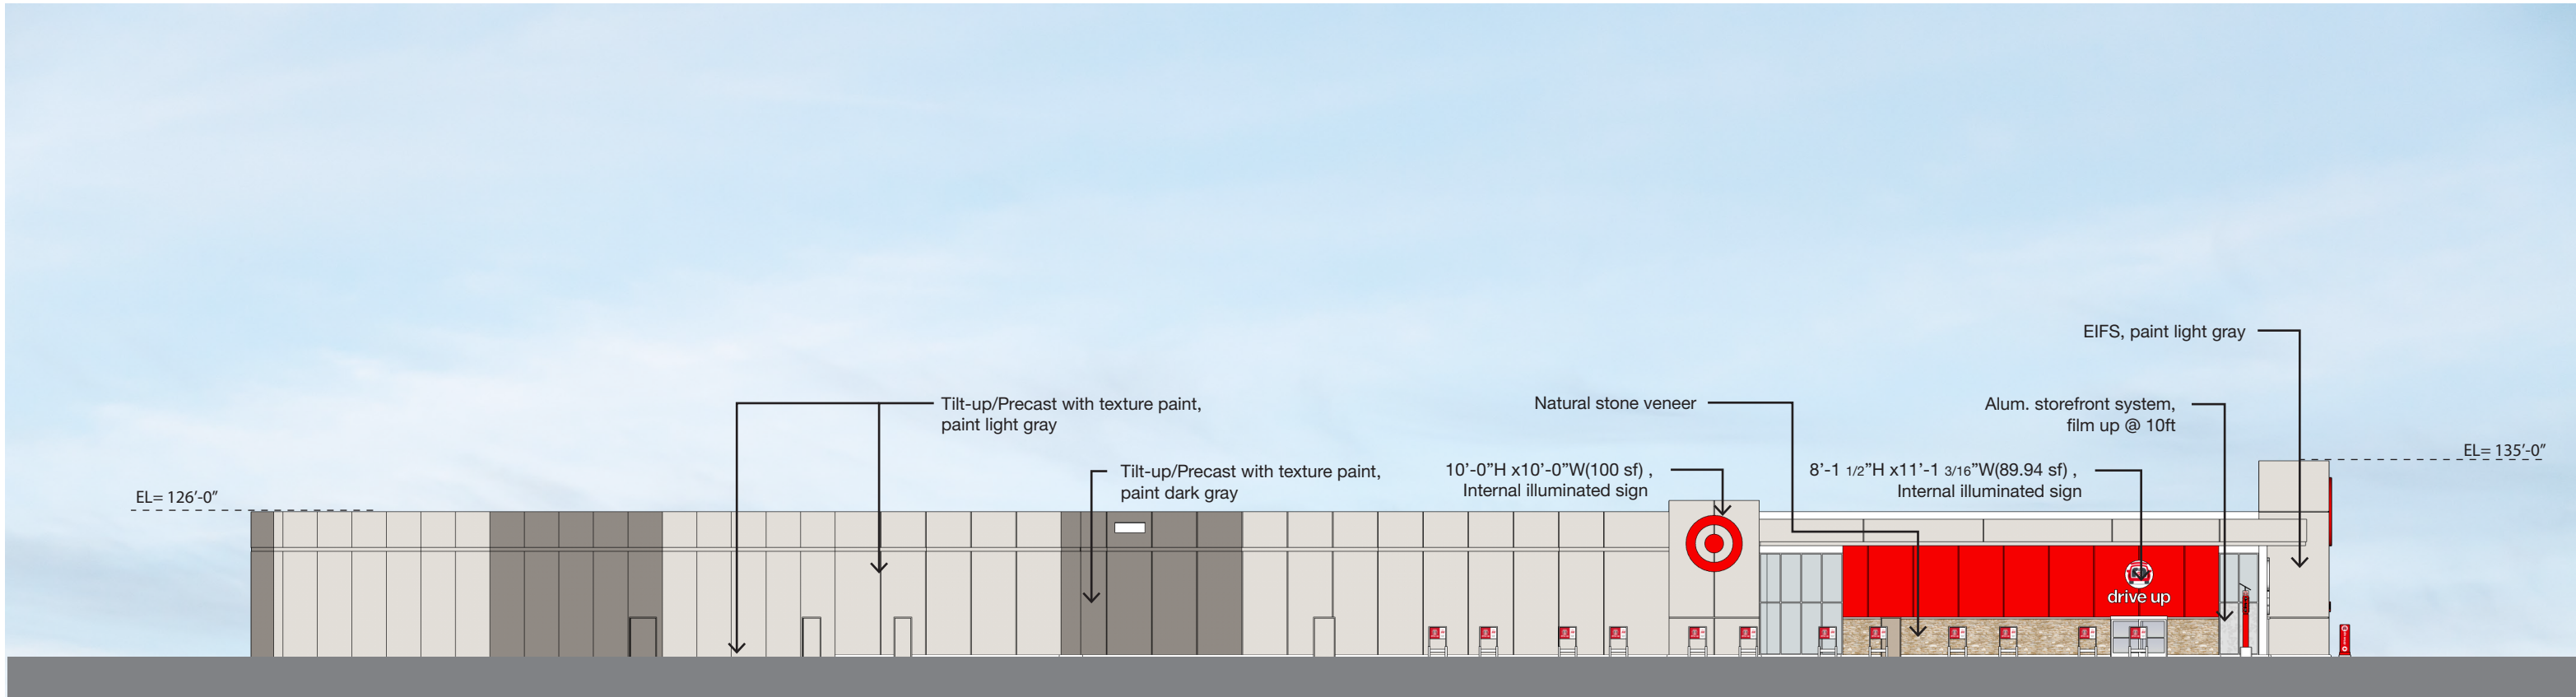 EIFS, paint light gray
Tilt-up/Precast with texture paint,
paint light gray
Natural stone veneer
Alum. storefront system,
film up @ 10ft
EL= 135'-0"
Tilt-up/Precast with texture paint,
paint dark gray
10'-0"H x10'-0"W(100 sf) ,
Internal illuminated sign
8'-1 1/2"H x11'-1 3/16"W(89.94 sf) ,
Internal illuminated sign
EL= 126'-0"
drive up